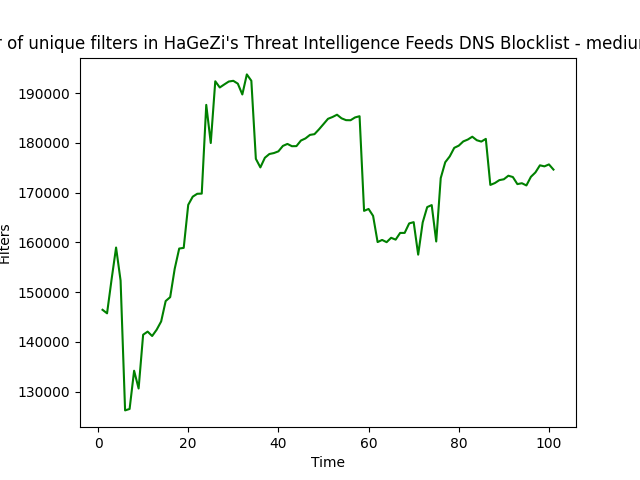 r of unique filters in HaGeZi's Threat Intelligence Feeds DNS Blocklist - mediu
190000
180000
170000
160000
150000
140000
130000
Filters
0 20 40 60 80 100
Time